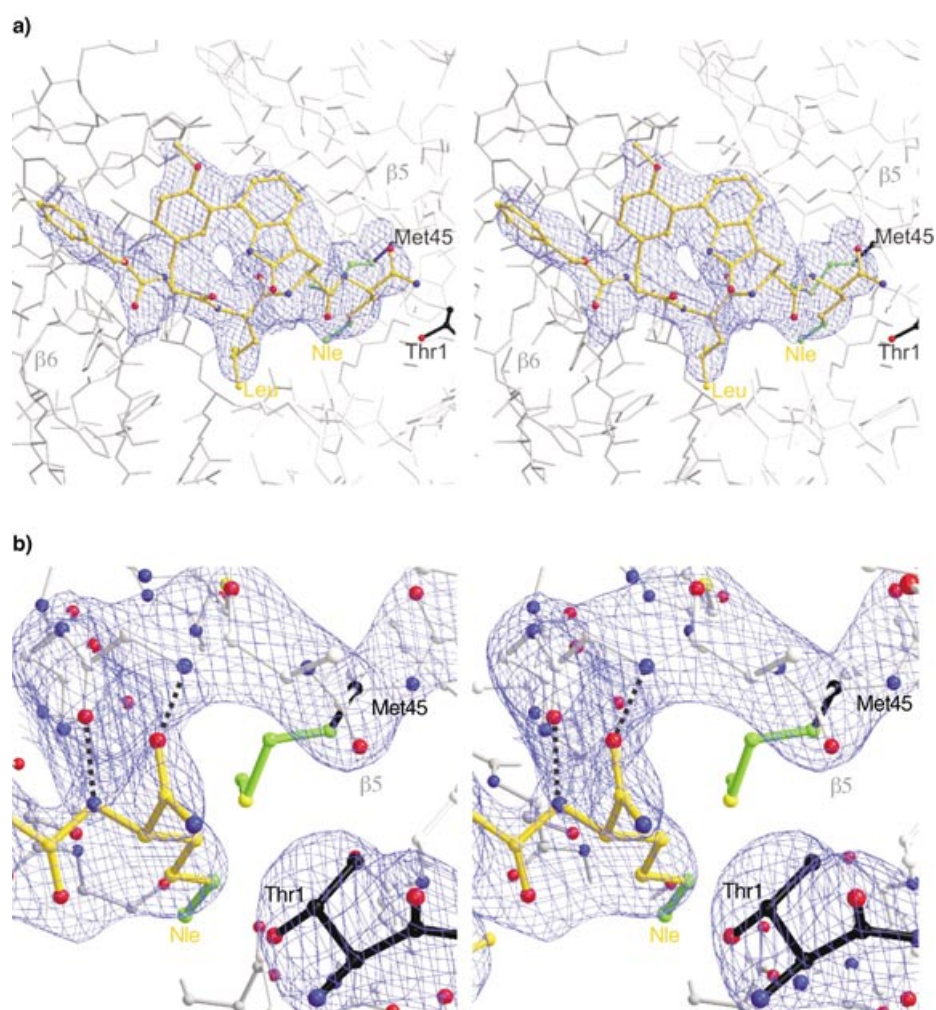 a)
β5
β5
Met45
Met45
β6
Nle
Thr1
β6
Nle
Thr1
Leu
Leu
b)
Met45
Met45
β5
β5
Thr1
Thr1
Nle
Nle